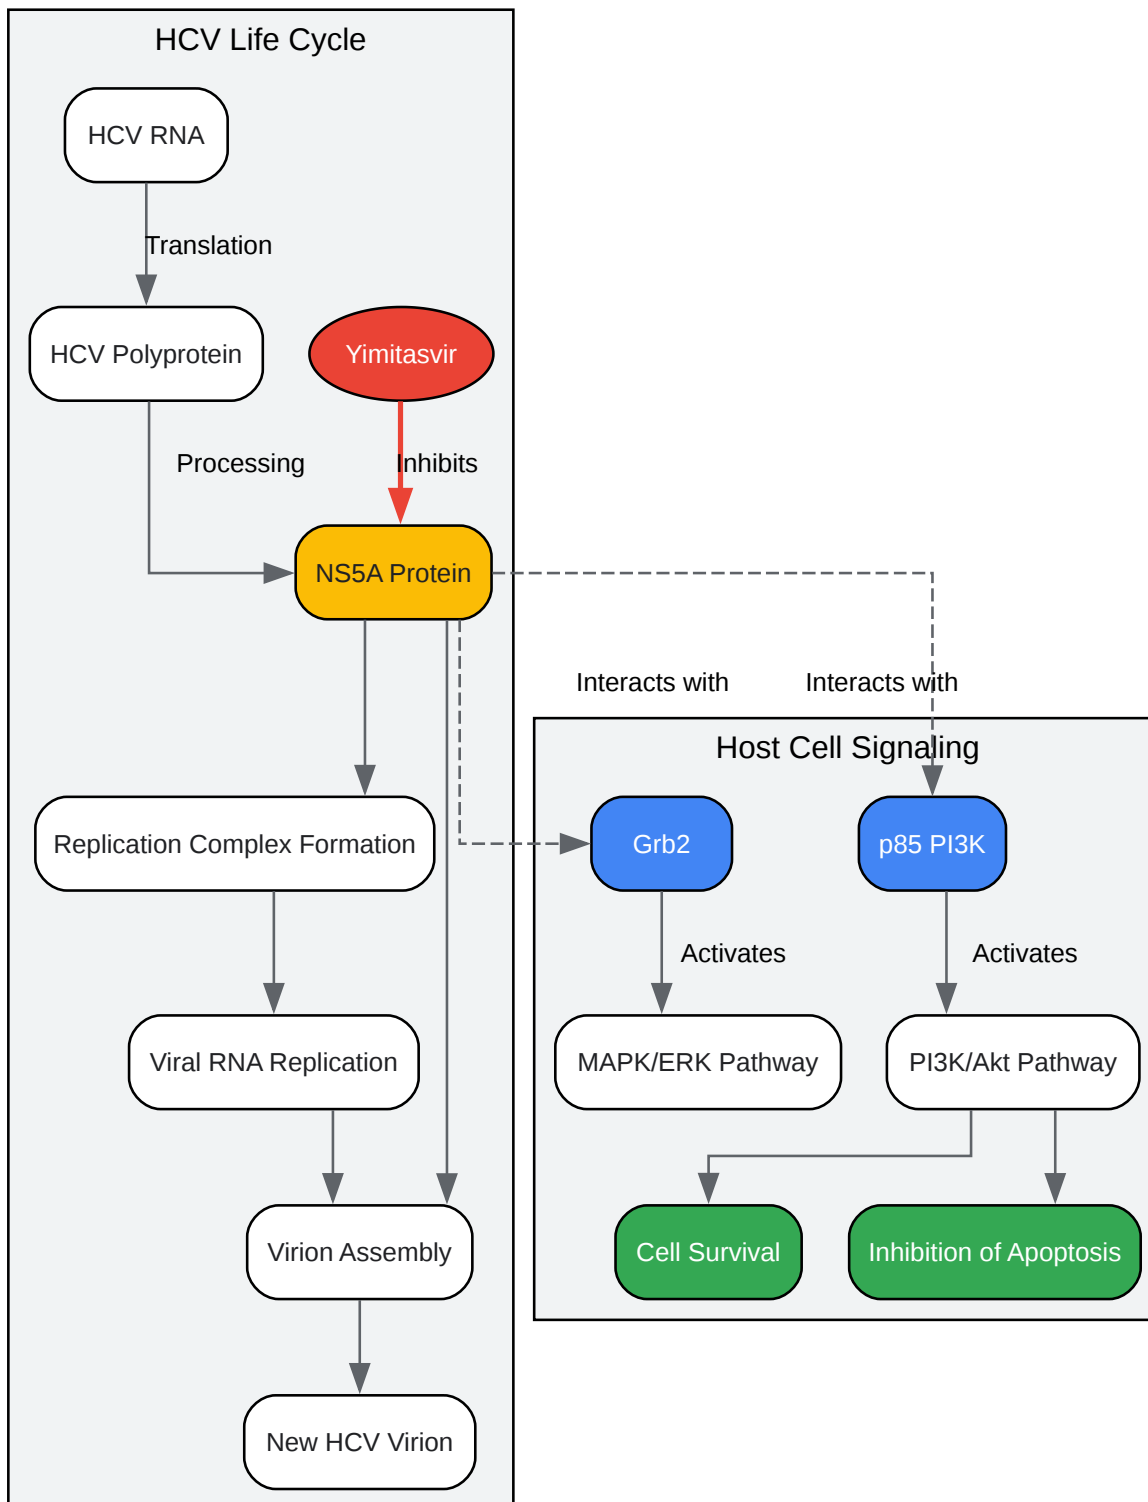 HCV Life Cycle
HCV RNA
Translation
HCV Polyprotein
Yimitasvir
Processing
Inhibits
NS5A Protein
Interacts with
Interacts with
Host Cell Signaling
Replication Complex Formation
Grb2
p85 PI3K
Activates
Activates
Viral RNA Replication
MAPK/ERK Pathway
PI3K/Akt Pathway
Virion Assembly
Cell Survival
Inhibition of Apoptosis
New HCV Virion